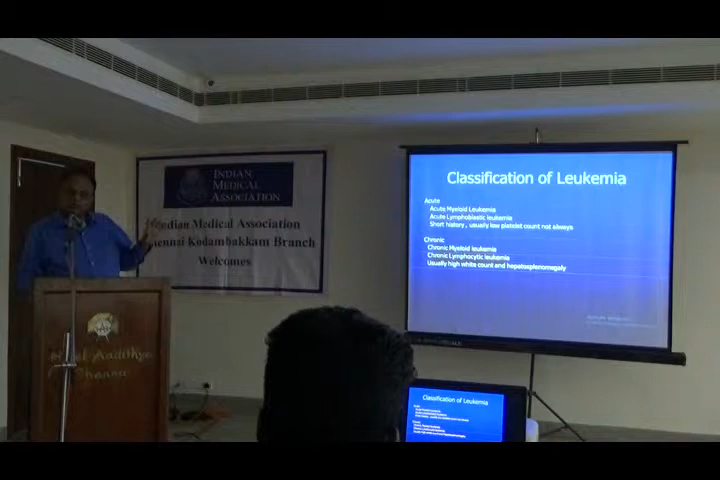 INDIAN
MEDICAL
ASSOCIATION
Indian Medical Association
Chennai Kodambakkam Branch
Welcomes
Classification of Leukemia
Acute
Acute Myeloid Leukemia
Acute Lymphoblastic leukemia
Short history , usually low platelet count not always
Chronic
Chronic Myeloid leukemia
Chronic Lymphocytic leukemia
Usually high white count and hepatosplenomegaly
Hotel Aadithya
Classification of Leukemia